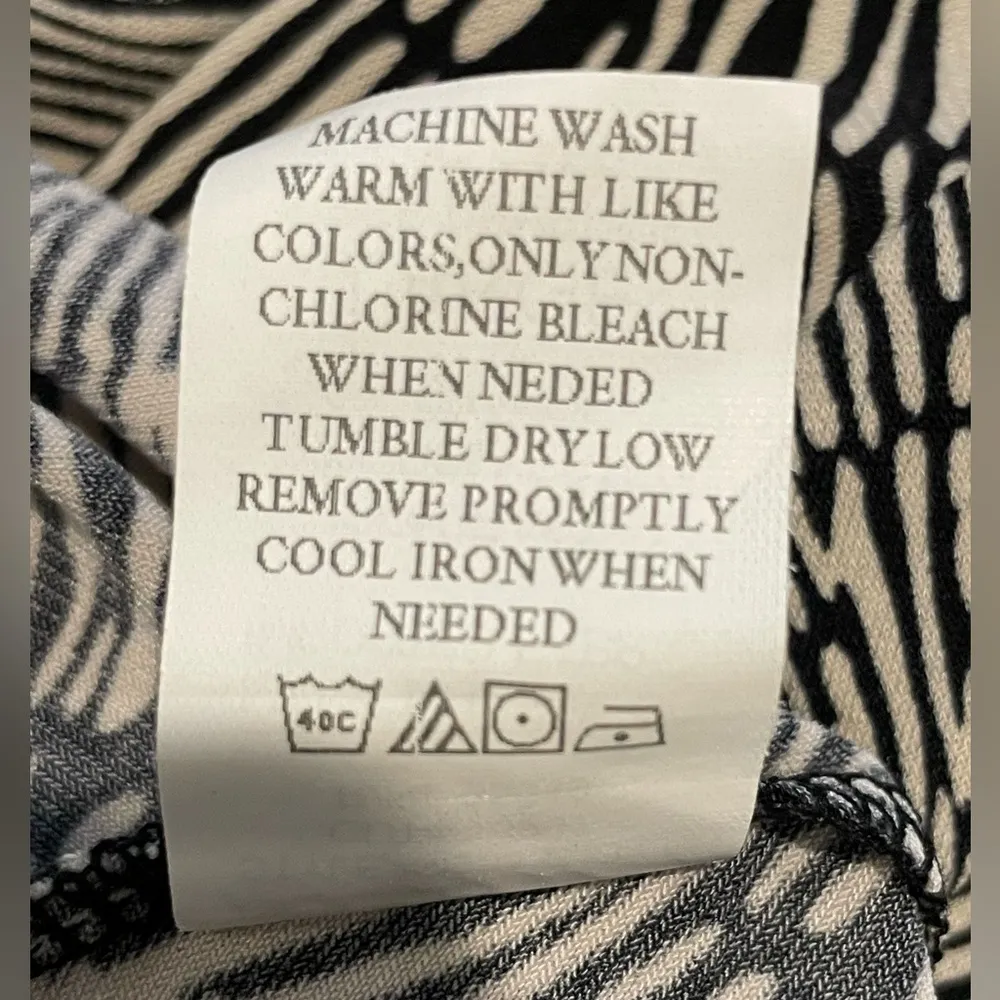 MACHINE WASH
WARM WITH LIKE
COLORS,ONLY NON-
CHLORINE BLEACH
WHEN NEDED
TUMBLE DRY LOW
REMOVE PROMPTLY
COOL IRON WHEN
NEEDED
40C